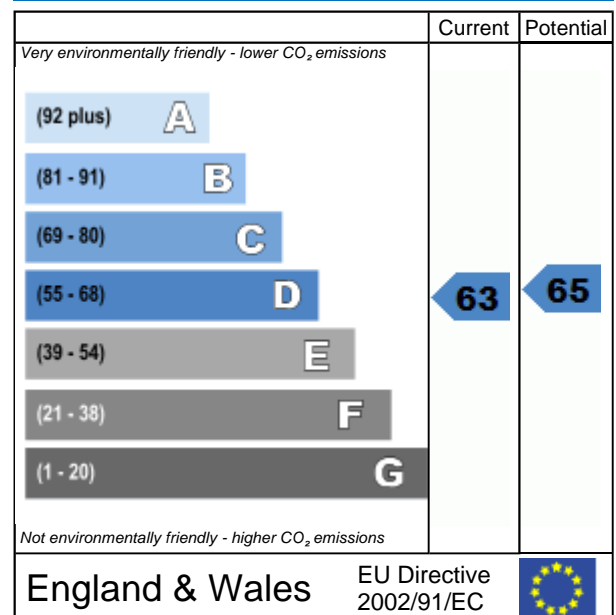 Current Potential
Very environmentally friendly - lower CO₂ emissions
(92 plus) A
(81 - 91) B
(69 - 80) C
(55 - 68) D 63 65
(39 - 54) E
(21 - 38) F
(1 - 20) G
Not environmentally friendly - higher CO₂ emissions
England & Wales
EU Directive
2002/91/EC